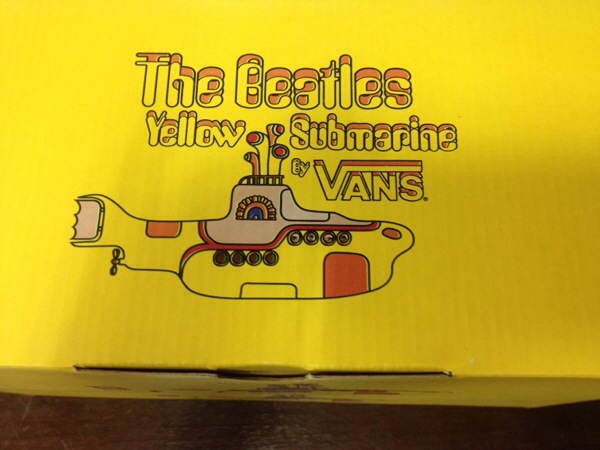 The Beatles
Yellow Submarine
By VANS®